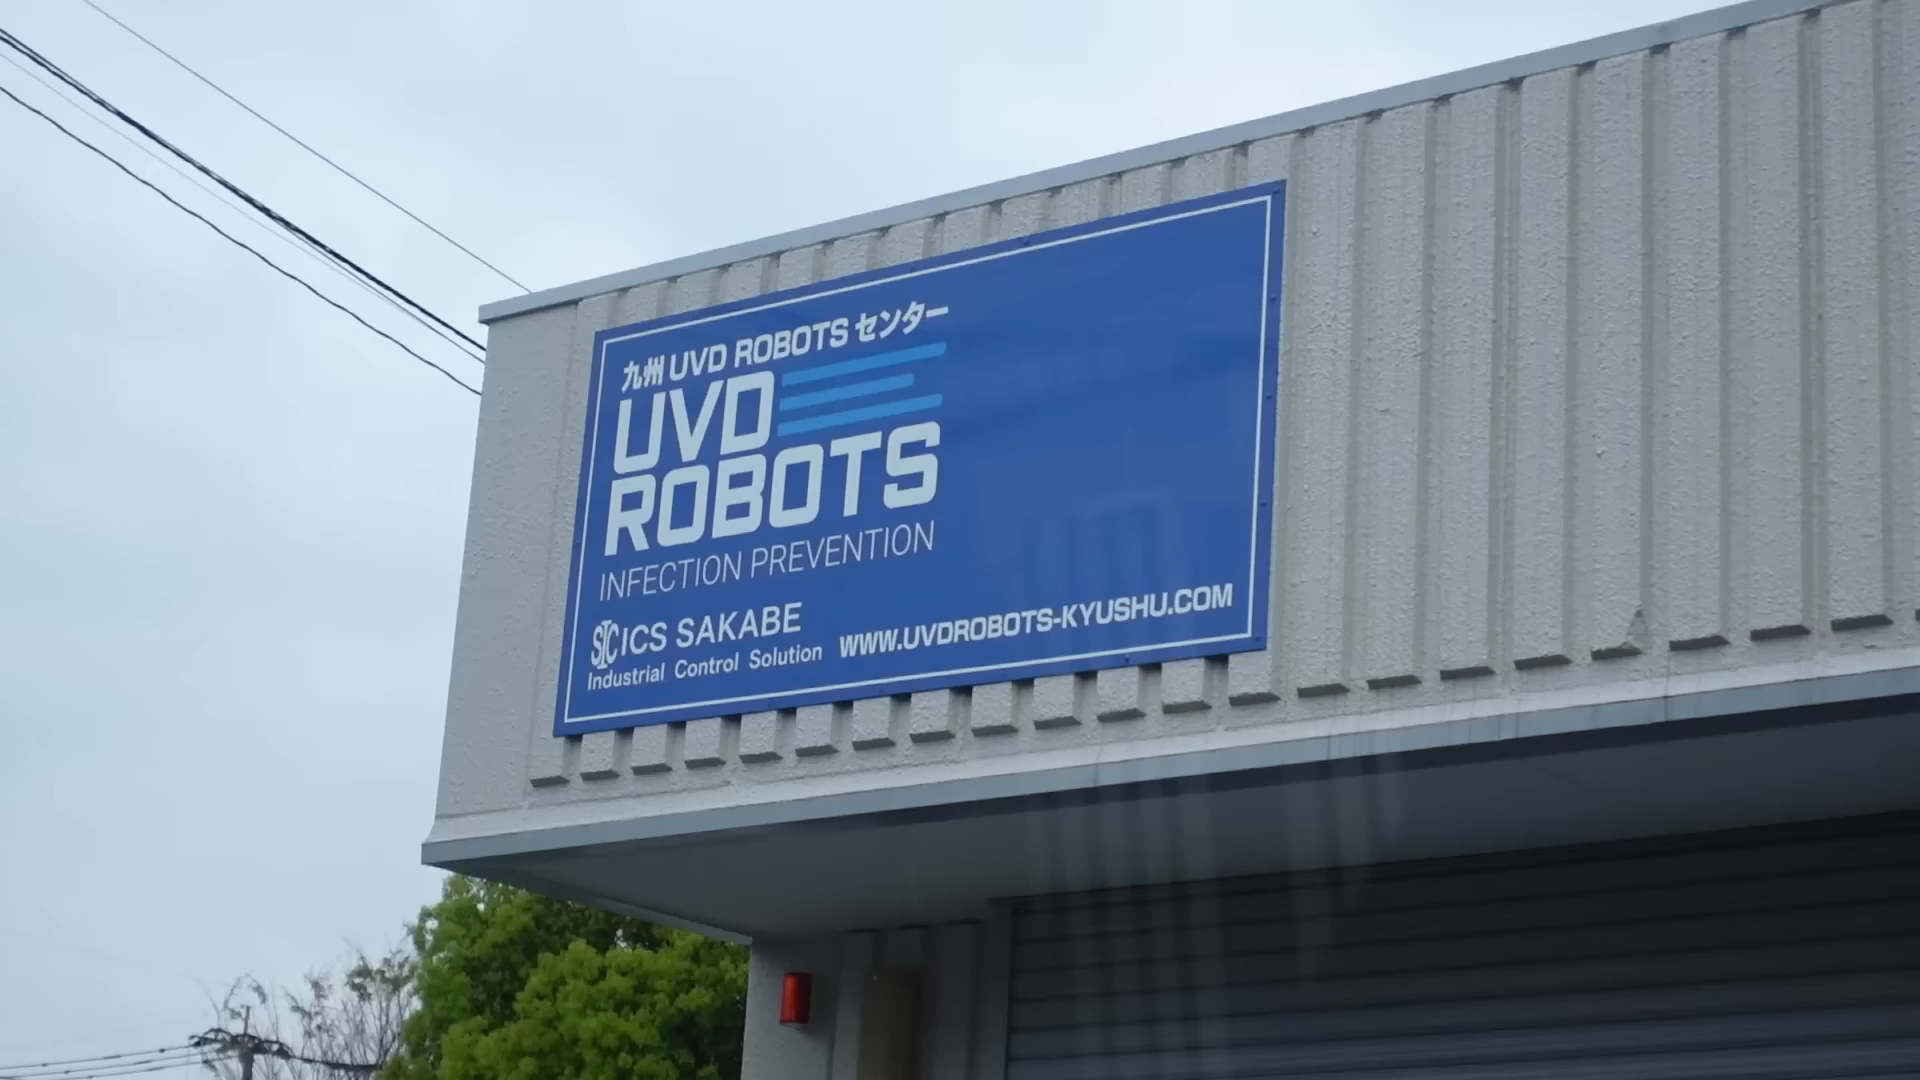 九州 UVD ROBOTS センター
UVD
ROBOTS
INFECTION PREVENTION
SIC ICS SAKABE
Industrial Control Solution
WWW.UVDROBOTS-KYUSHU.COM